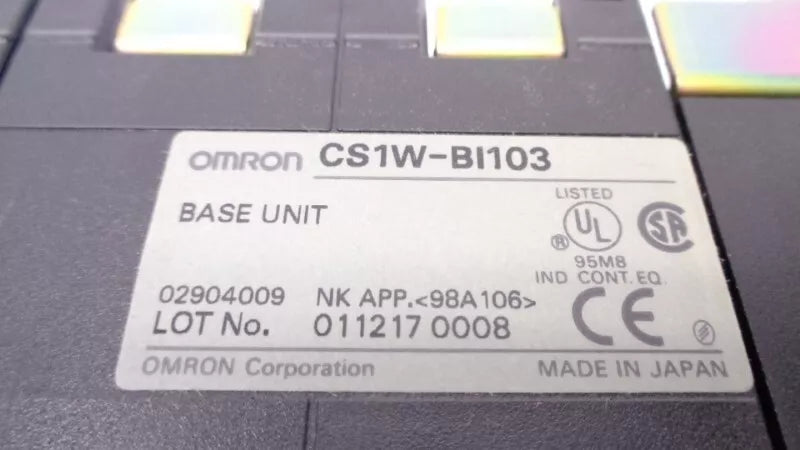 OMRON CS1W-BI103
BASE UNIT
LISTED
UL
®
SA
95M8
IND CONT. EQ.
02904009 NK APP.<98A106>
LOT No. 011217 0008
CE
OMRON Corporation MADE IN JAPAN